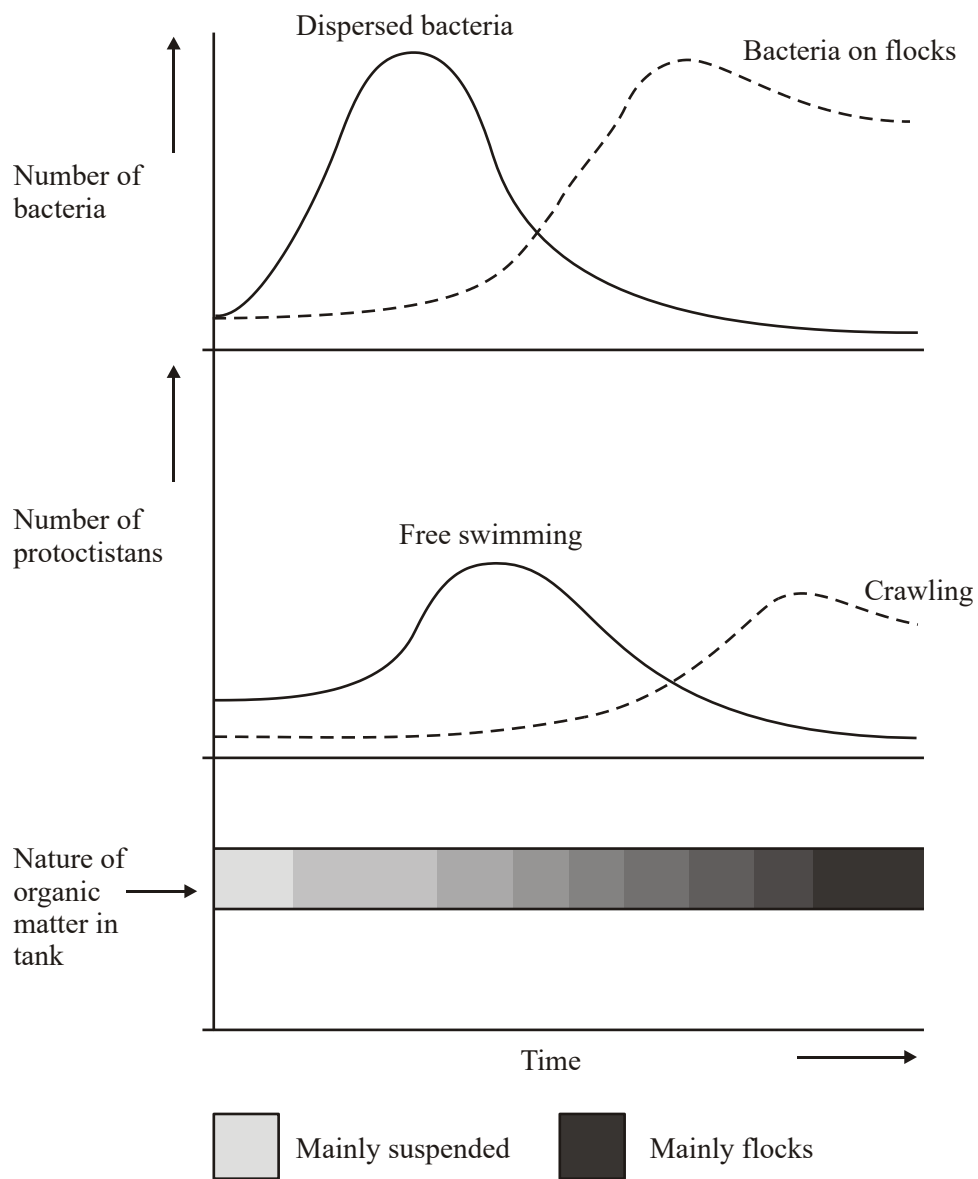 Dispersed bacteria
Bacteria on flocks
Number of
bacteria
Number of
protoctistans
Free swimming
Crawling
Nature of
organic
matter in
tank
Time
Mainly suspended
Mainly flocks